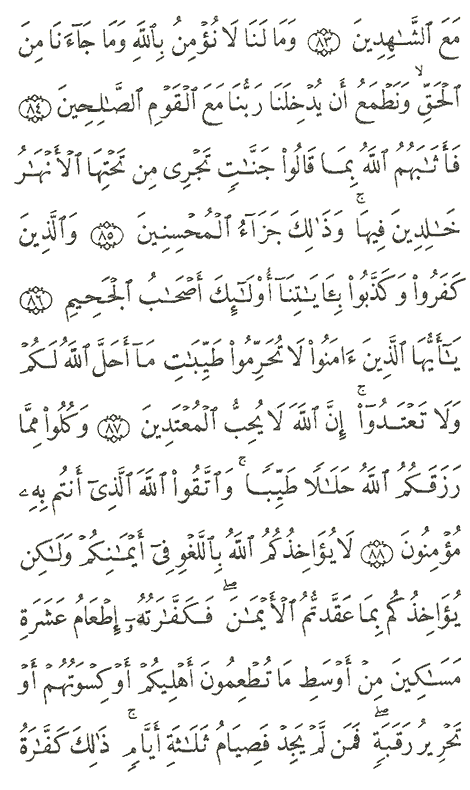 مَعَ ٱلشَّـٰهِدِينَ ٨٣ وَمَا لَنَا لَا نُؤْمِنُ بِٱللَّهِ وَمَا جَآءَنَا مِنَ
ٱلْحَقِّ وَنَطْمَعُ أَن يُدْخِلَنَا رَبُّنَا مَعَ ٱلْقَوْمِ ٱلصَّـٰلِحِينَ ٨٤
فَأَثَـٰبَهُمُ ٱللَّهُ بِمَا قَالُوا۟ جَنَّـٰتٍ تَجْرِى مِن تَحْتِهَا ٱلْأَنْهَـٰرُ
خَـٰلِدِينَ فِيهَا ۚ وَذَٰلِكَ جَزَآءُ ٱلْمُحْسِنِينَ ٨٥ وَٱلَّذِينَ
كَفَرُوا۟ وَكَذَّبُوا۟ بِـَٔايَـٰتِنَآ أُو۟لَـٰٓئِكَ أَصْحَـٰبُ ٱلْجَحِيمِ ٨٦
يَـٰٓأَيُّهَا ٱلَّذِينَ ءَامَنُوا۟ لَا تُحَرِّمُوا۟ طَيِّبَـٰتِ مَآ أَحَلَّ ٱللَّهُ لَكُمْ
وَلَا تَعْتَدُوٓا۟ ۚ إِنَّ ٱللَّهَ لَا يُحِبُّ ٱلْمُعْتَدِينَ ٨٧ وَكُلُوا۟ مِمَّا
رَزَقَكُمُ ٱللَّهُ حَلَـٰلًا طَيِّبًا ۚ وَٱتَّقُوا۟ ٱللَّهَ ٱلَّذِىٓ أَنتُم بِهِۦ
مُؤْمِنُونَ ٨٨ لَا يُؤَاخِذُكُمُ ٱللَّهُ بِٱللَّغْوِ فِىٓ أَيْمَـٰنِكُمْ وَلَـٰكِن
يُؤَاخِذُكُم بِمَا عَقَّدتُّمُ ٱلْأَيْمَـٰنَ ۖ فَكَفَّـٰرَتُهُۥٓ إِطْعَامُ عَشَرَةِ
مَسَـٰكِينَ مِنْ أَوْسَطِ مَا تُطْعِمُونَ أَهْلِيكُمْ أَوْ كِسْوَتُهُمْ أَوْ
تَحْرِيرُ رَقَبَةٍ ۖ فَمَن لَّمْ يَجِدْ فَصِيَامُ ثَلَـٰثَةِ أَيَّامٍ ۚ ذَٰلِكَ كَفَّـٰرَةُ